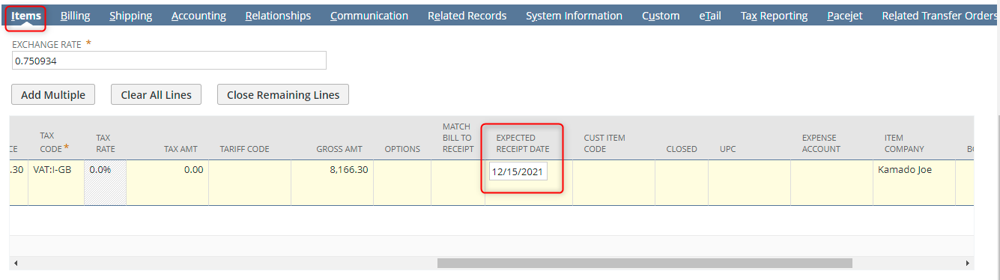 Items Billing Shipping Accounting Relationships Communication Related Records System Information Custom eTail Tax Reporting Pacejet Related Transfer Orders
EXCHANGE RATE *
0.750934
Add Multiple Clear All Lines Close Remaining Lines
CE TAX CODE * TAX RATE TAX AMT TARIFF CODE GROSS AMT OPTIONS MATCH BILL TO RECEIPT EXPECTED RECEIPT DATE CUST ITEM CODE CLOSED UPC EXPENSE ACCOUNT ITEM COMPANY BO
.30 VAT:I-GB 0.0% 0.00 8,166.30 12/15/2021 Kamado Joe